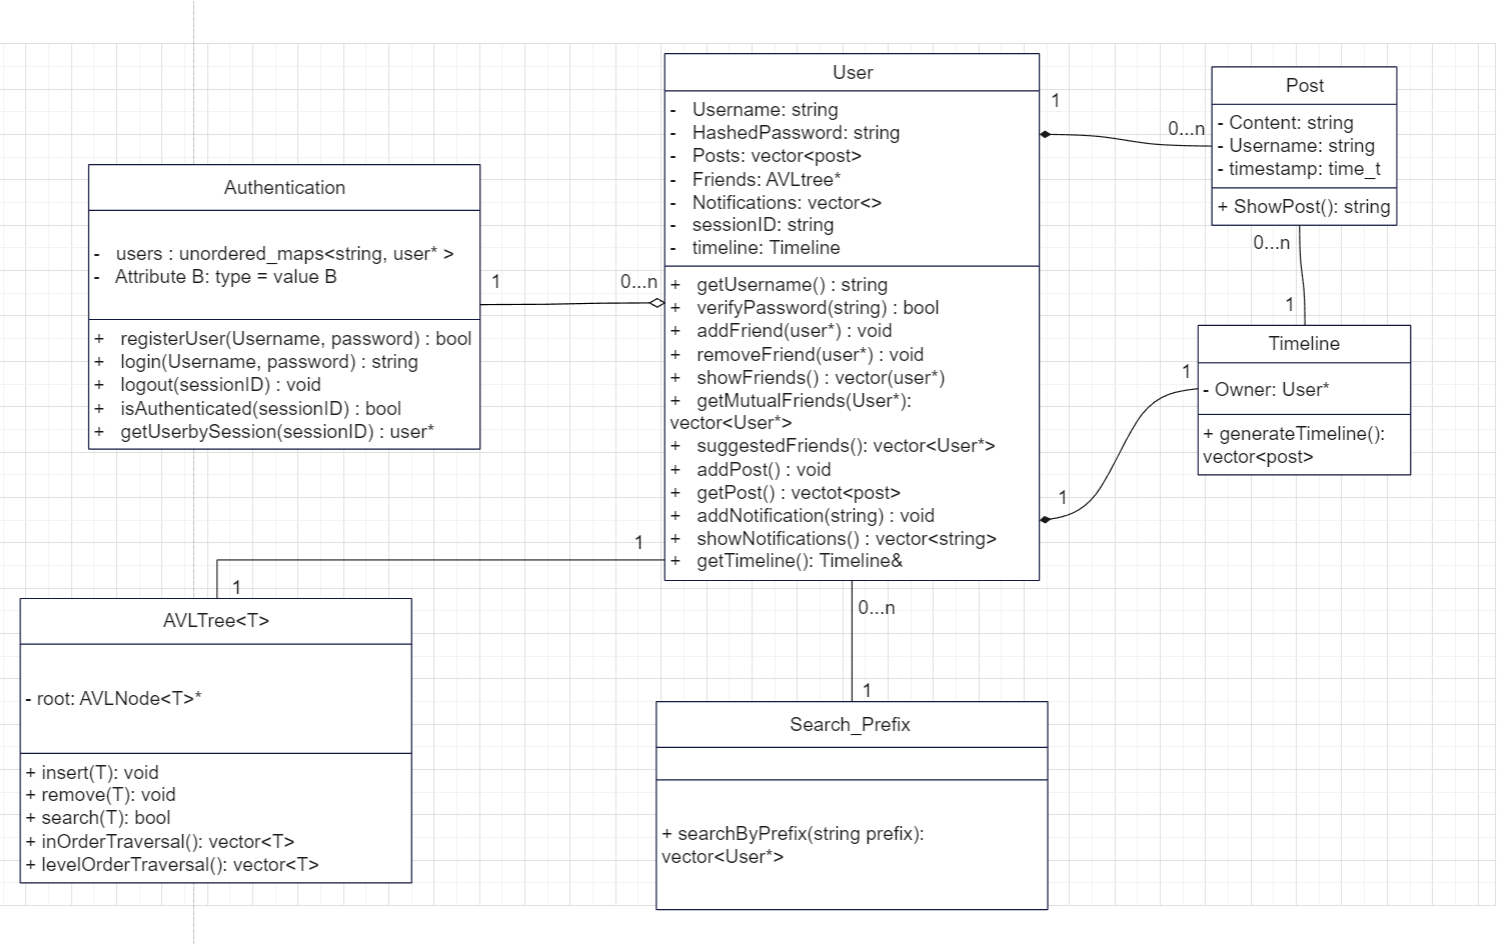 User
- Username: string
- HashedPassword: string
- Posts: vector<post>
- Friends: AVLtree*
- Notifications: vector<>
- sessionID: string
- timeline: Timeline
+ getUsername() : string
+ verifyPassword(string) : bool
+ addFriend(user*) : void
+ removeFriend(user*) : void
+ showFriends() : vector(user*)
+ getMutualFriends(User*):
vector<User*>
+ suggestedFriends(): vector<User*>
+ addPost() : void
+ getPost() : vectot<post>
+ addNotification(string) : void
+ showNotifications() : vector<string>
+ getTimeline(): Timeline&
1
0...n
Post
- Content: string
- Username: string
- timestamp: time_t
+ ShowPost(): string
0...n
1
Timeline
- Owner: User*
+ generateTimeline():
vector<post>
1
1
Authentication
- users : unordered_maps<string, user* >
- Attribute B: type = value B
+ registerUser(Username, password) : bool
+ login(Username, password) : string
+ logout(sessionID) : void
+ isAuthenticated(sessionID) : bool
+ getUserbySession(sessionID) : user*
1
0...n
1
1
AVLTree<T>
- root: AVLNode<T>*
+ insert(T): void
+ remove(T): void
+ search(T): bool
+ inOrderTraversal(): vector<T>
+ levelOrderTraversal(): vector<T>
0...n
1
Search_Prefix
+ searchByPrefix(string prefix):
vector<User*>